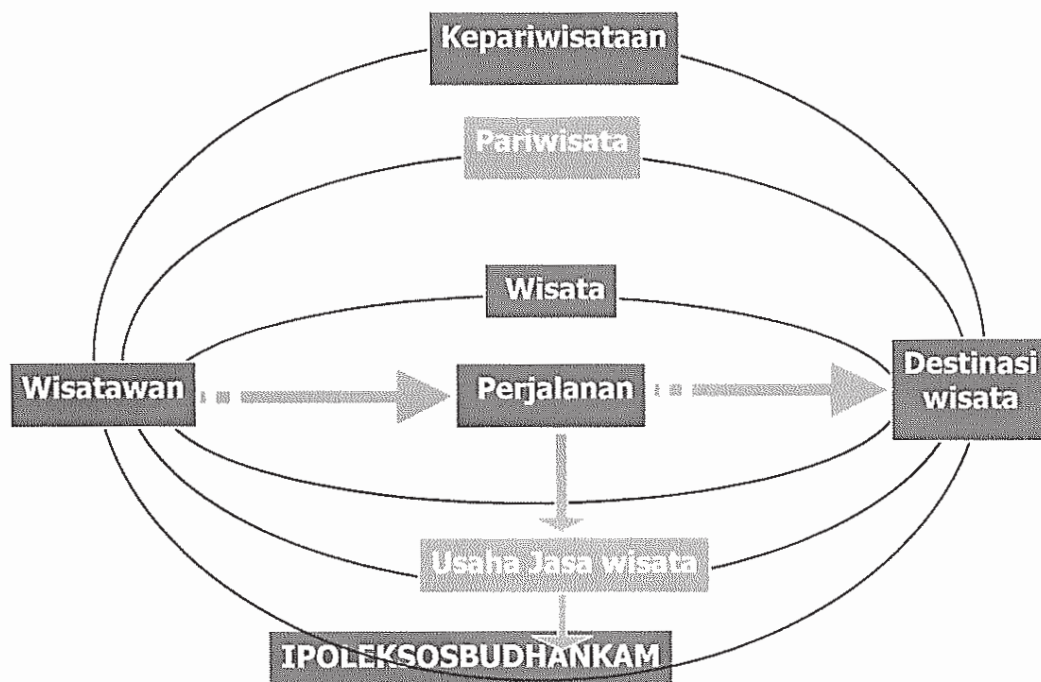 Kepariwisataan
Pariwisata
Wisata
Wisatawan
Perjalanan
Destinasi
wisata
Usaha Jasa wisata
IPOLEKSOSBUDHANKAM